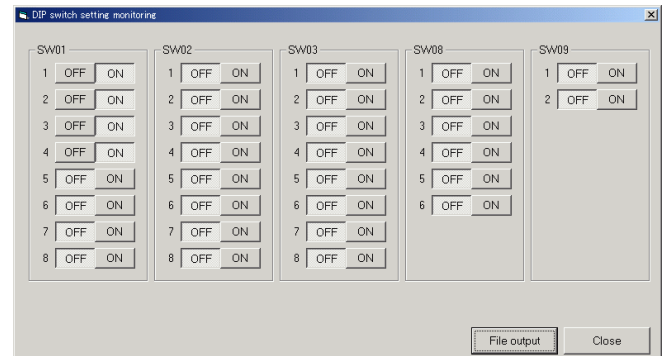 DIP switch setting monitoring
SW01 SW02 SW03 SW08 SW09
1 OFF ON 1 OFF ON 1 OFF ON 1 OFF ON 1 OFF ON
2 OFF ON 2 OFF ON 2 OFF ON 2 OFF ON 2 OFF ON
3 OFF ON 3 OFF ON 3 OFF ON 3 OFF ON
4 OFF ON 4 OFF ON 4 OFF ON 4 OFF ON
5 OFF ON 5 OFF ON 5 OFF ON 5 OFF ON
6 OFF ON 6 OFF ON 6 OFF ON 6 OFF ON
7 OFF ON 7 OFF ON 7 OFF ON
8 OFF ON 8 OFF ON 8 OFF ON
File output Close